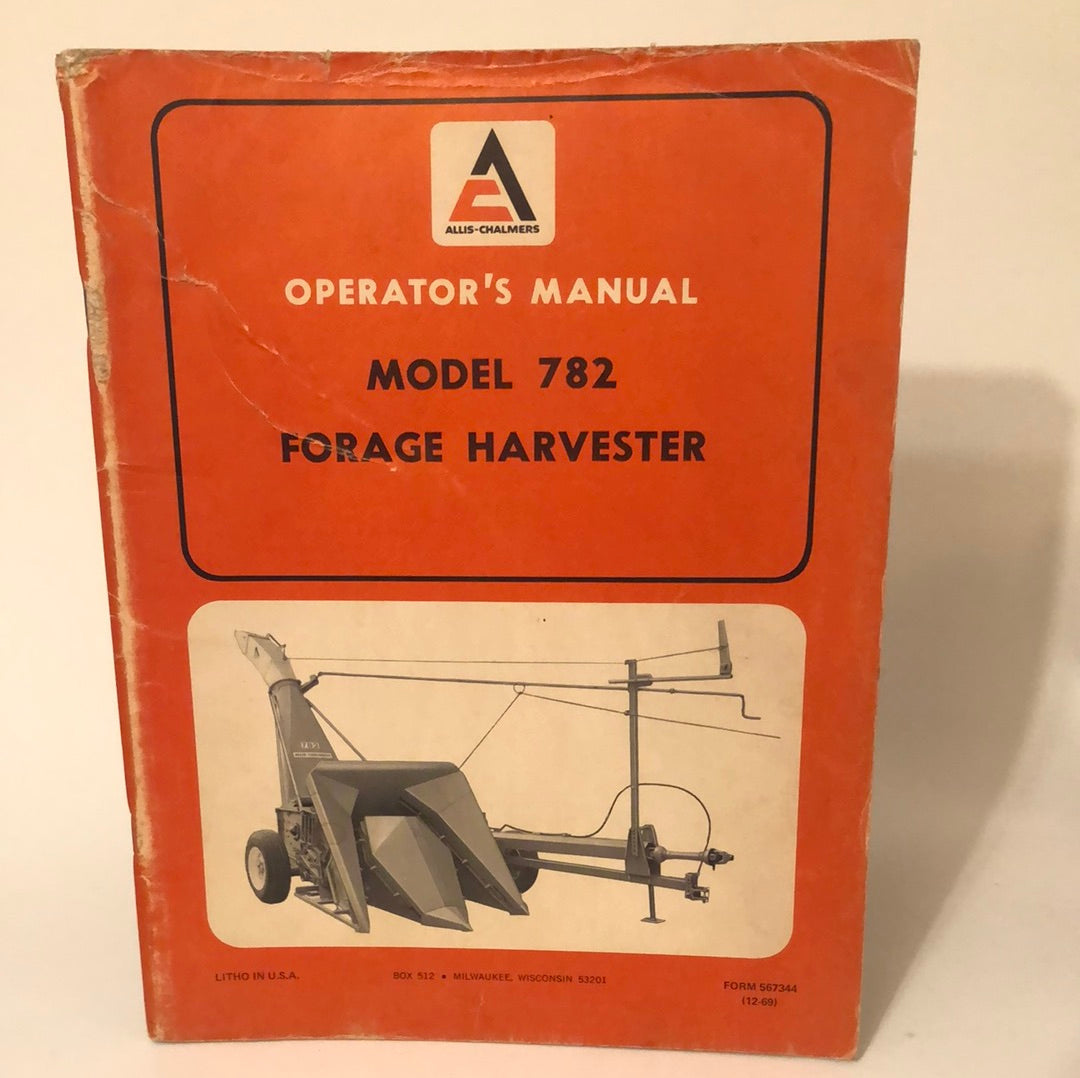 ALLIS-CHALMERS
OPERATOR'S MANUAL
MODEL 782
FORAGE HARVESTER
782
LITHO IN U.S.A.
BOX 512 • MILWAUKEE, WISCONSIN 53201
FORM 567344
(12-69)